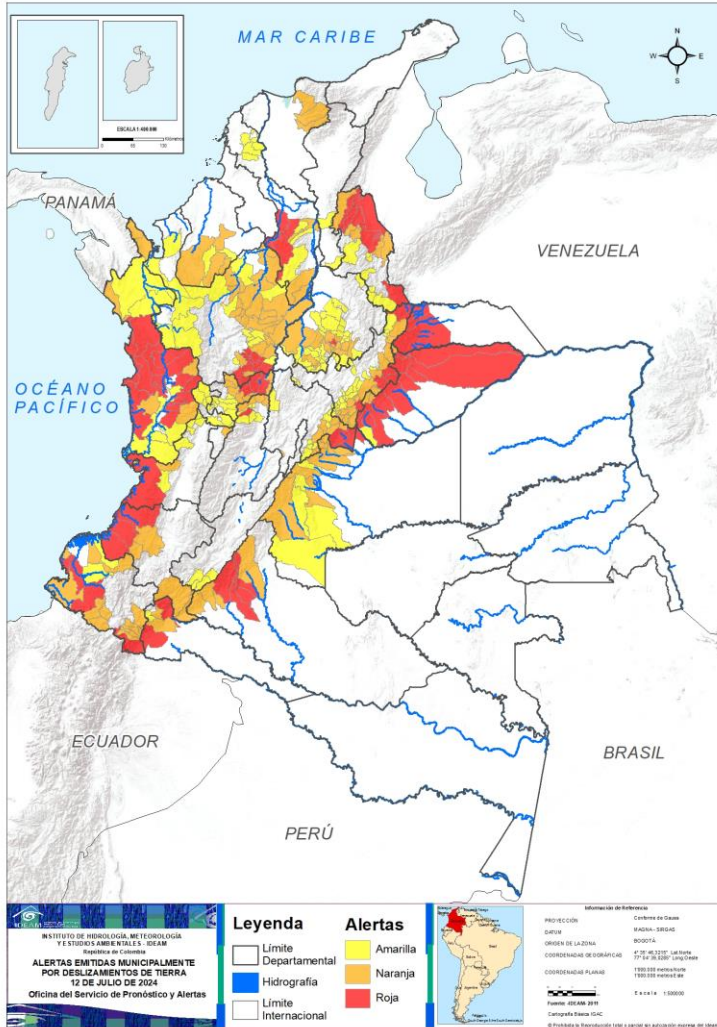 MAR CARIBE
N
W
E
S
ESCALA 1:400.000
PANAMÁ
VENEZUELA
OCÉANO
PACÍFICO
ECUADOR
BRASIL
PERÚ
IDEAM
INSTITUTO DE HIDROLOGÍA, METEOROLOGÍA
Y ESTUDIOS AMBIENTALES - IDEAM
República de Colombia
ALERTAS EMITIDAS MUNICIPALMENTE
POR DESLIZAMIENTOS DE TIERRA
12 DE JULIO DE 2024
Oficina del Servicio de Pronóstico y Alertas
Leyenda
Límite
Departamental
Hidrografía
Límite
Internacional
Alertas
Amarilla
Naranja
Roja
Información de Referencia
PROYECCIÓN
Conforme de Gauss
DATUM
MAGNA - SIRGAS
ORIGEN DE LA ZONA
BOGOTÁ
COORDENADAS GEOGRÁFICAS
COORDENADAS PLANAS
Fuente: ©IDEAM- 2011
Cartografía Básica IGAC